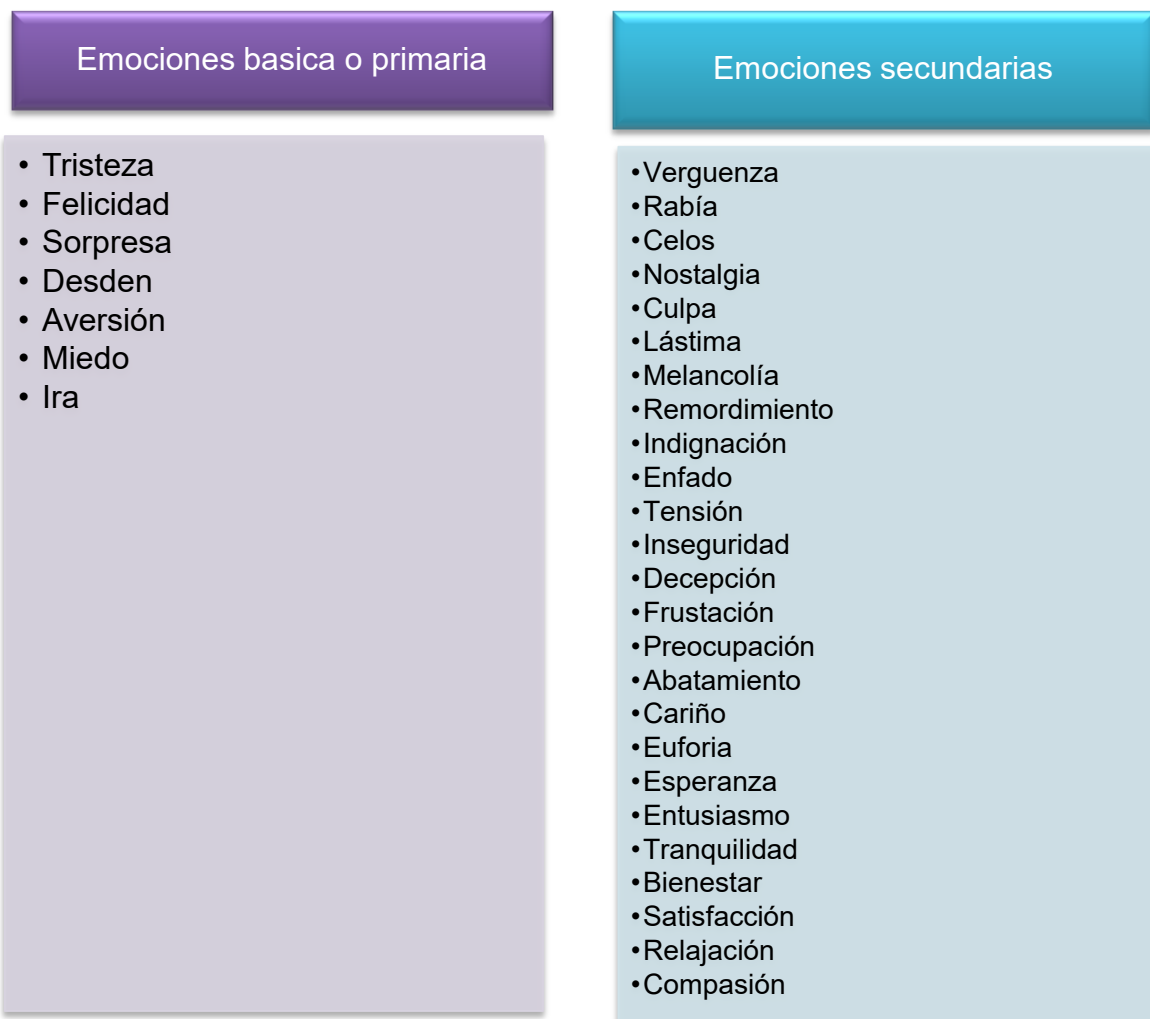 Emociones basica o primaria
• Tristeza
• Felicidad
• Sorpresa
• Desden
• Aversión
• Miedo
• Ira
Emociones secundarias
•Verguenza
•Rabía
•Celos
•Nostalgia
•Culpa
•Lástima
•Melancolía
•Remordimiento
•Indignación
•Enfado
•Tensión
•Inseguridad
•Decepción
•Frustación
•Preocupación
•Abatamiento
•Cariño
•Euforia
•Esperanza
•Entusiasmo
•Tranquilidad
•Bienestar
•Satisfacción
•Relajación
•Compasión